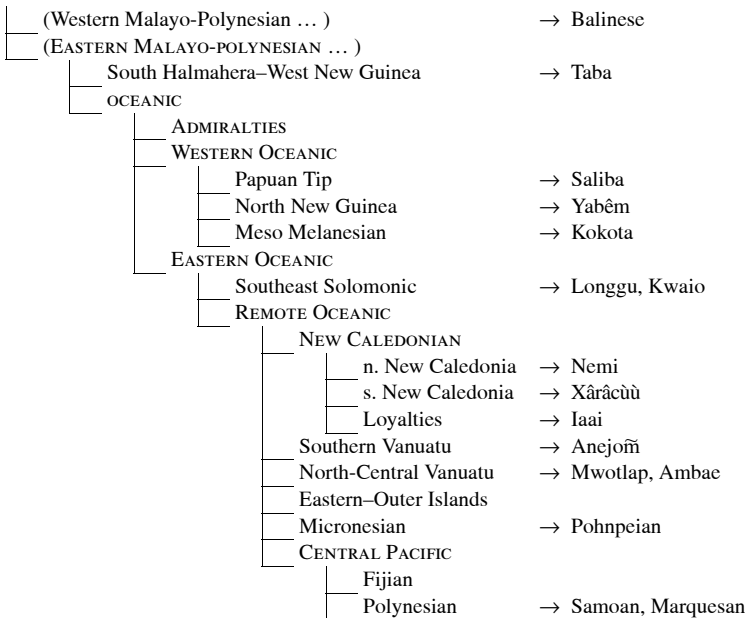 (Western Malayo-Polynesian … ) → Balinese
(Eastern Malayo-polynesian … )
South Halmahera–West New Guinea → Taba
oceanic
Admiralties
Western Oceanic
Papuan Tip → Saliba
North New Guinea → Yabêm
Meso Melanesian → Kokota
Eastern Oceanic
Southeast Solomonic → Longgu, Kwaio
Remote Oceanic
New Caledonian
n. New Caledonia → Nemi
s. New Caledonia → Xârâcùù
Loyalties → Iaai
Southern Vanuatu → Anejom̃
North-Central Vanuatu → Mwotlap, Ambae
Eastern–Outer Islands
Micronesian → Pohnpeian
Central Pacific
Fijian
Polynesian → Samoan, Marquesan